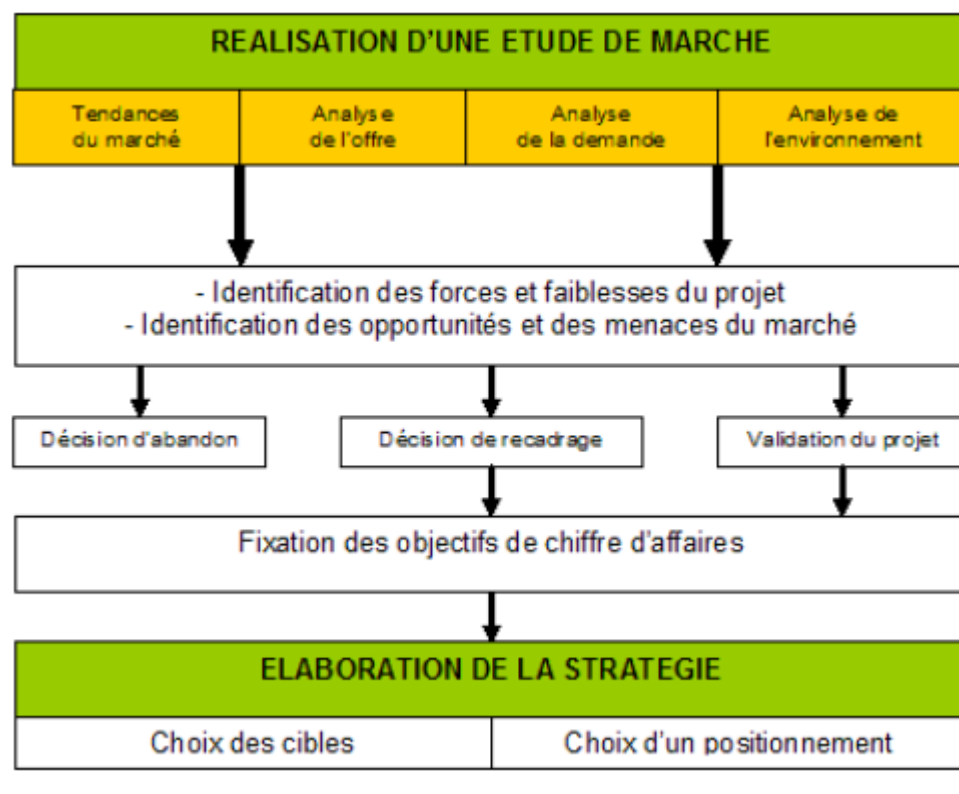 REALISATION D'UNE ETUDE DE MARCHE
Tendances
du marché
Analyse
de l'offre
Analyse
de la demande
Analyse de
l'environnement
- Identification des forces et faiblesses du projet
- Identification des opportunités et des menaces du marché
Décision d'abandon
Décision de recadrage
Validation du projet
Fixation des objectifs de chiffre d'affaires
ELABORATION DE LA STRATEGIE
Choix des cibles
Choix d'un positionnement